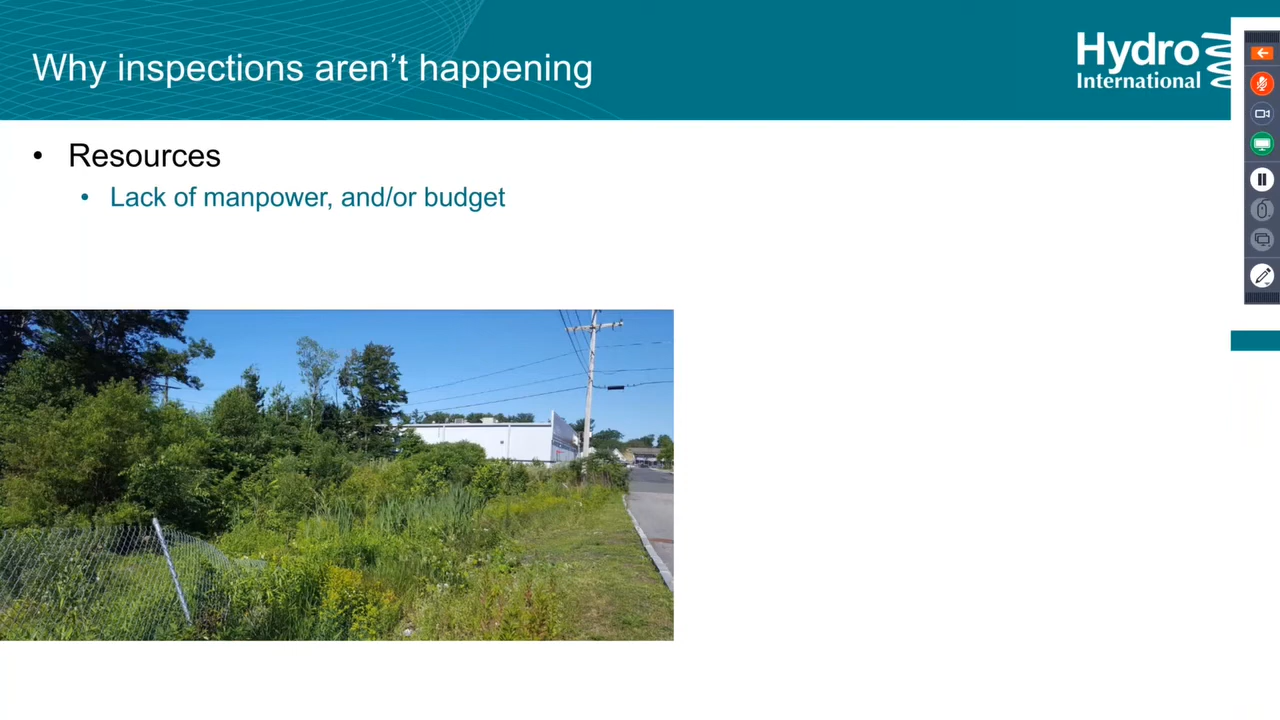 Why inspections aren't happening
Hydro
International
• Resources
• Lack of manpower, and/or budget